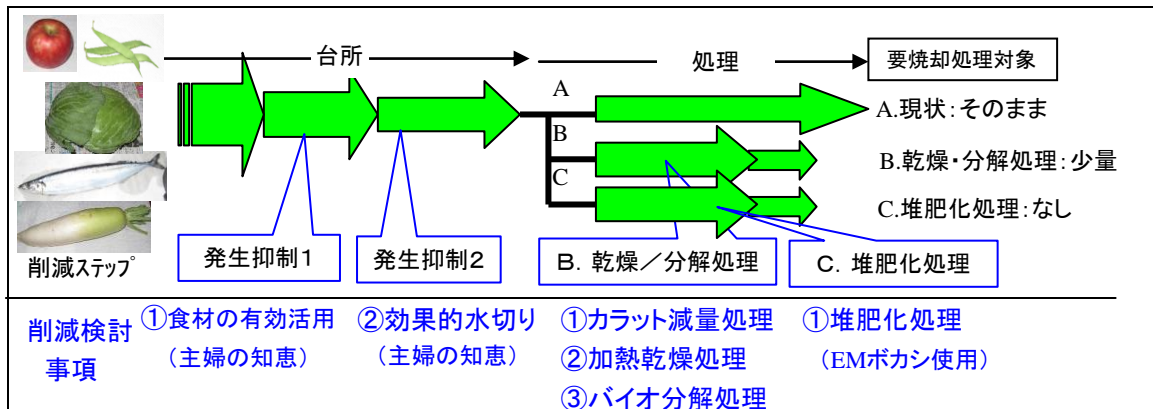 台所
処理
要焼却処理対象
A
A.現状：そのまま
B
B.乾燥・分解処理：少量
C
C.堆肥化処理：なし
削減ステップ
発生抑制１
発生抑制２
Ｂ．乾燥／分解処理
Ｃ．堆肥化処理
削減検討
事項
①食材の有効活用
（主婦の知恵）
②効果的水切り
（主婦の知恵）
①カラット減量処理
②加熱乾燥処理
③バイオ分解処理
①堆肥化処理
（EMボカシ使用）